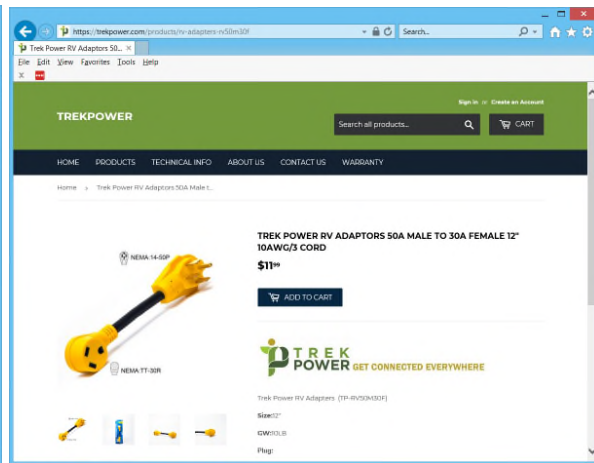 https://trekpower.com/products/rv-adapters-rv50m30f
Search...
Trek Power RV Adaptors 50... ×
File Edit View Favorites Tools Help
x
Sign in or Create an Account
TREKPOWER
Search all products...
CART
HOME PRODUCTS TECHNICAL INFO ABOUT US CONTACT US WARRANTY
Home › Trek Power RV Adaptors 50A Male t...
TREK POWER RV ADAPTORS 50A MALE TO 30A FEMALE 12"
10AWG/3 CORD
$11⁹⁹
ADD TO CART
NEMA 14-50P
NEMA TT-30R
TREK
POWER GET CONNECTED EVERYWHERE
Trek Power RV Adapters (TP-RV50M30F)
Size:12"
GW:10LB
Plug: